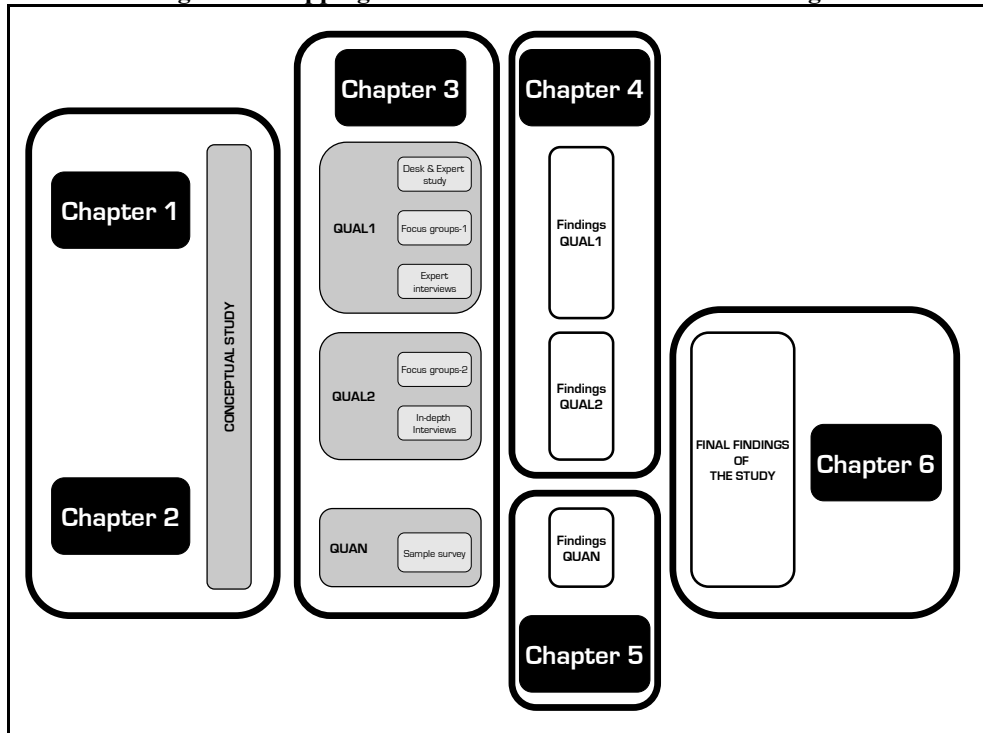 Chapter 1
Chapter 2
CONCEPTUAL STUDY
Chapter 3
QUAL1
Desk & Expert
study
Focus groups-1
Expert
interviews
QUAL2
Focus groups-2
In-depth
Interviews
QUAN
Sample survey
Chapter 4
Findings
QUAL1
Findings
QUAL2
Findings
QUAN
Chapter 5
FINAL FINDINGS
OF
THE STUDY
Chapter 6